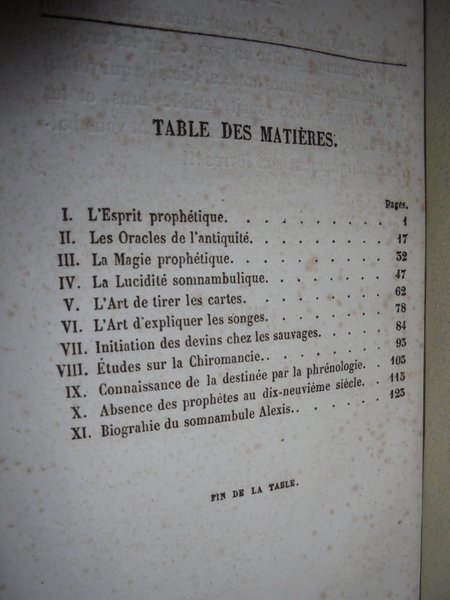 TABLE DES MATIÈRES.
Pages.
I. L'Esprit prophétique. . . . . . . . . 1
II. Les Oracles de l'antiquité. . . . . . . 17
III. La Magie prophétique. . . . . . . . 32
IV. La Lucidité somnambulique. . . . . . . 47
V. L'Art de tirer les cartes. . . . . . . . 62
VI. L'Art d'expliquer les songes. . . . . . . 78
VII. Initiation des devins chez les sauvages. . . . . 84
VIII. Études sur la Chiromancie. . . . . . . 93
IX. Connaissance de la destinée par la phrénologie. . . 103
X. Absence des prophètes au dix-neuvième siècle. . . 115
XI. Biograhie du somnambule Alexis. . . . . . 123
FIN DE LA TABLE.